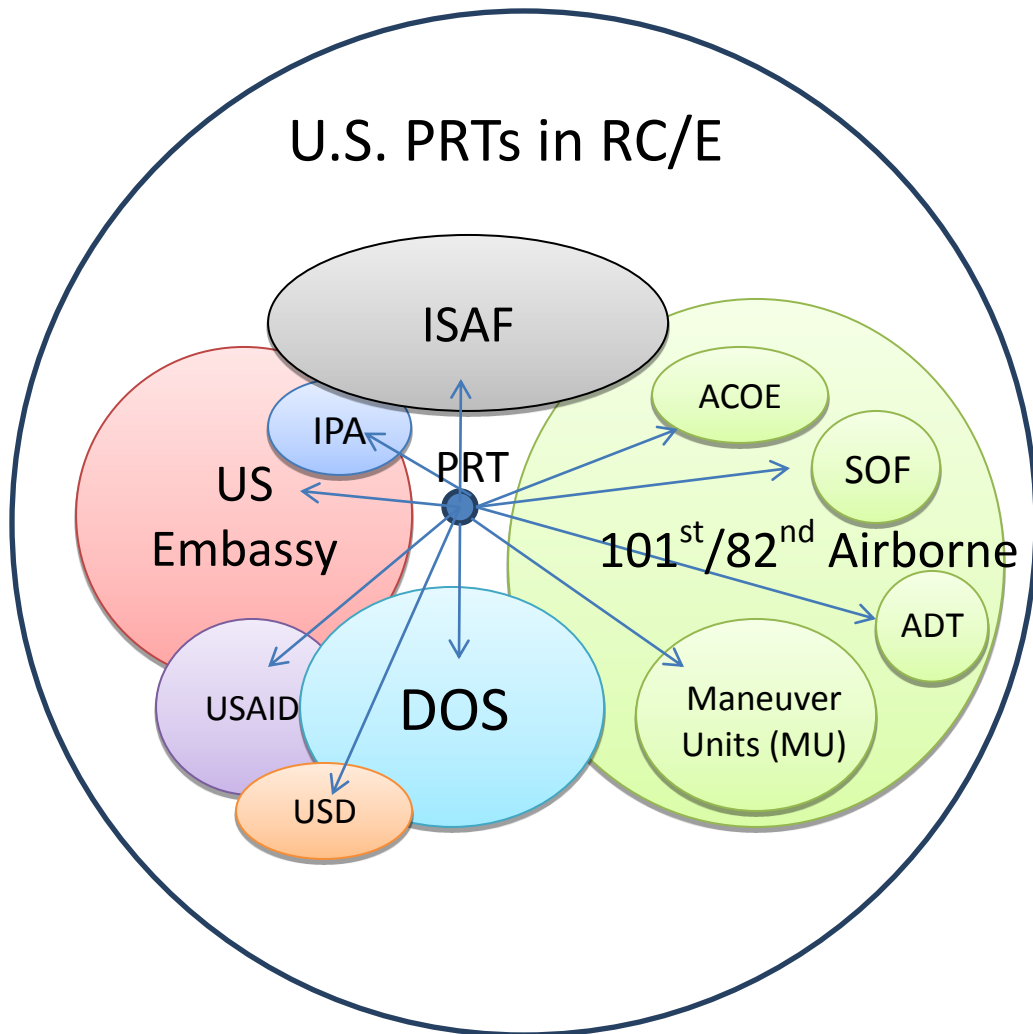 U.S. PRTs in RC/E
ISAF
ACOE
IPA
PRT
SOF
US
Embassy
101st/82nd Airborne
ADT
USAID
DOS
Maneuver
Units (MU)
USD